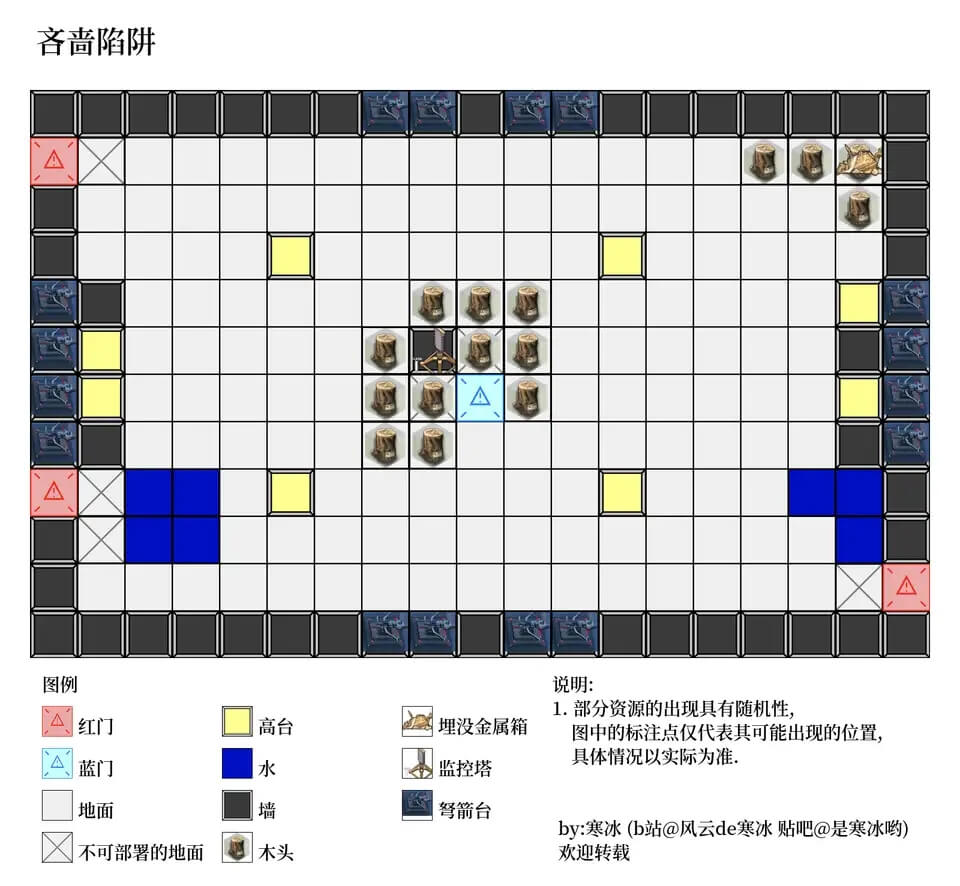 吝啬陷阱
图例
红门
高台
埋没金属箱
蓝门
水
监控塔
地面
墙
弩箭台
不可部署的地面
木头
说明:
1. 部分资源的出现具有随机性,
图中的标注点仅代表其可能出现的位置,
具体情况以实际为准.
by:寒冰 (b站@风云de寒冰 贴吧@是寒冰哟)
欢迎转载